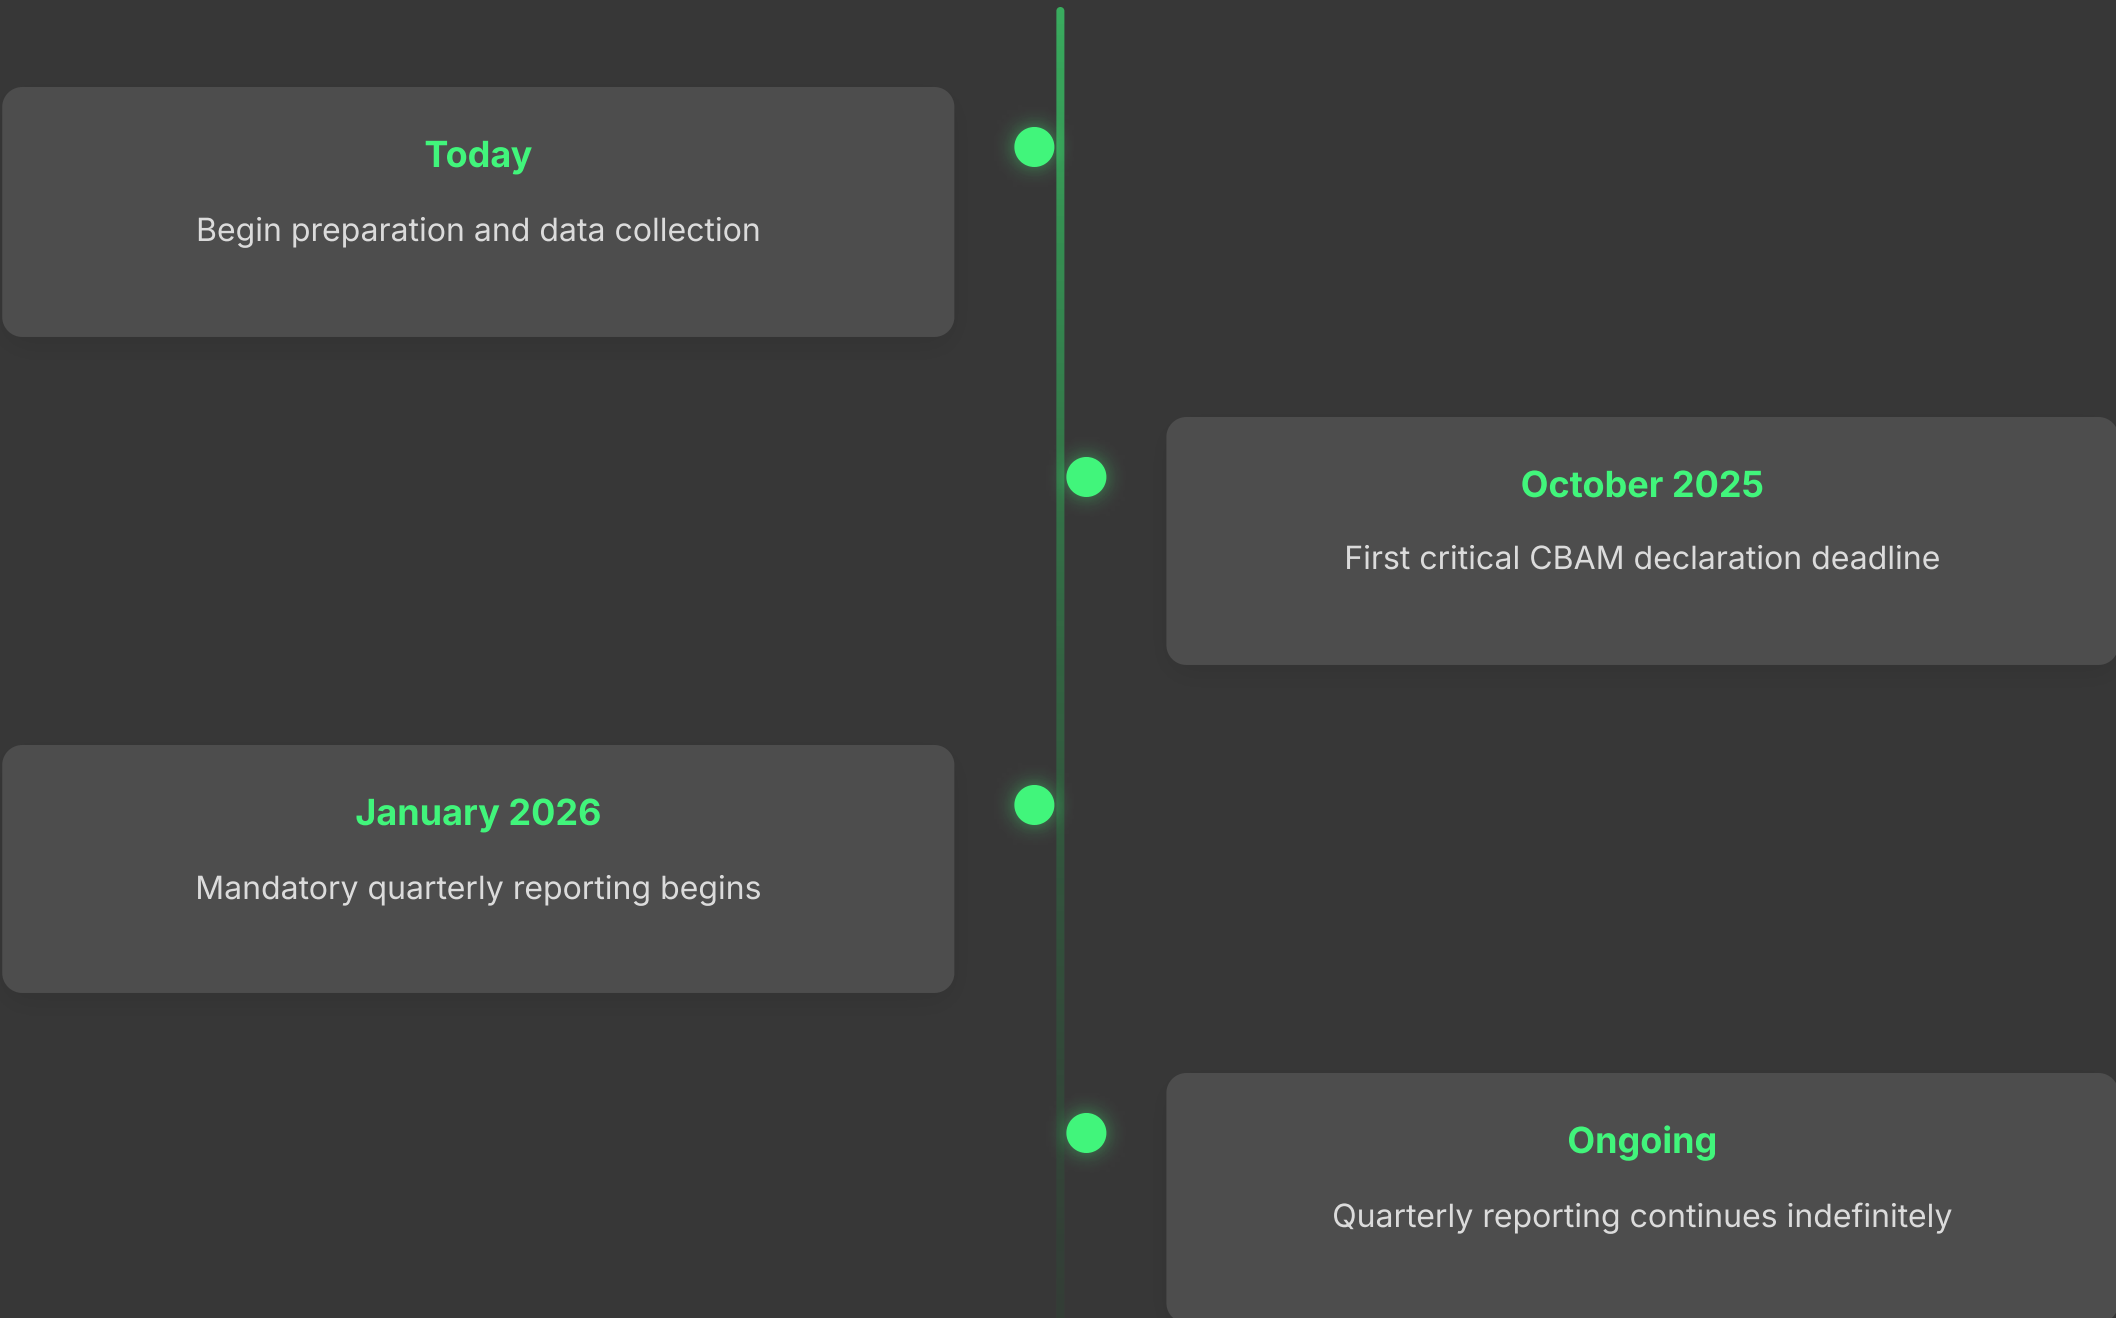 Today
Begin preparation and data collection
October 2025
First critical CBAM declaration deadline
January 2026
Mandatory quarterly reporting begins
Ongoing
Quarterly reporting continues indefinitely